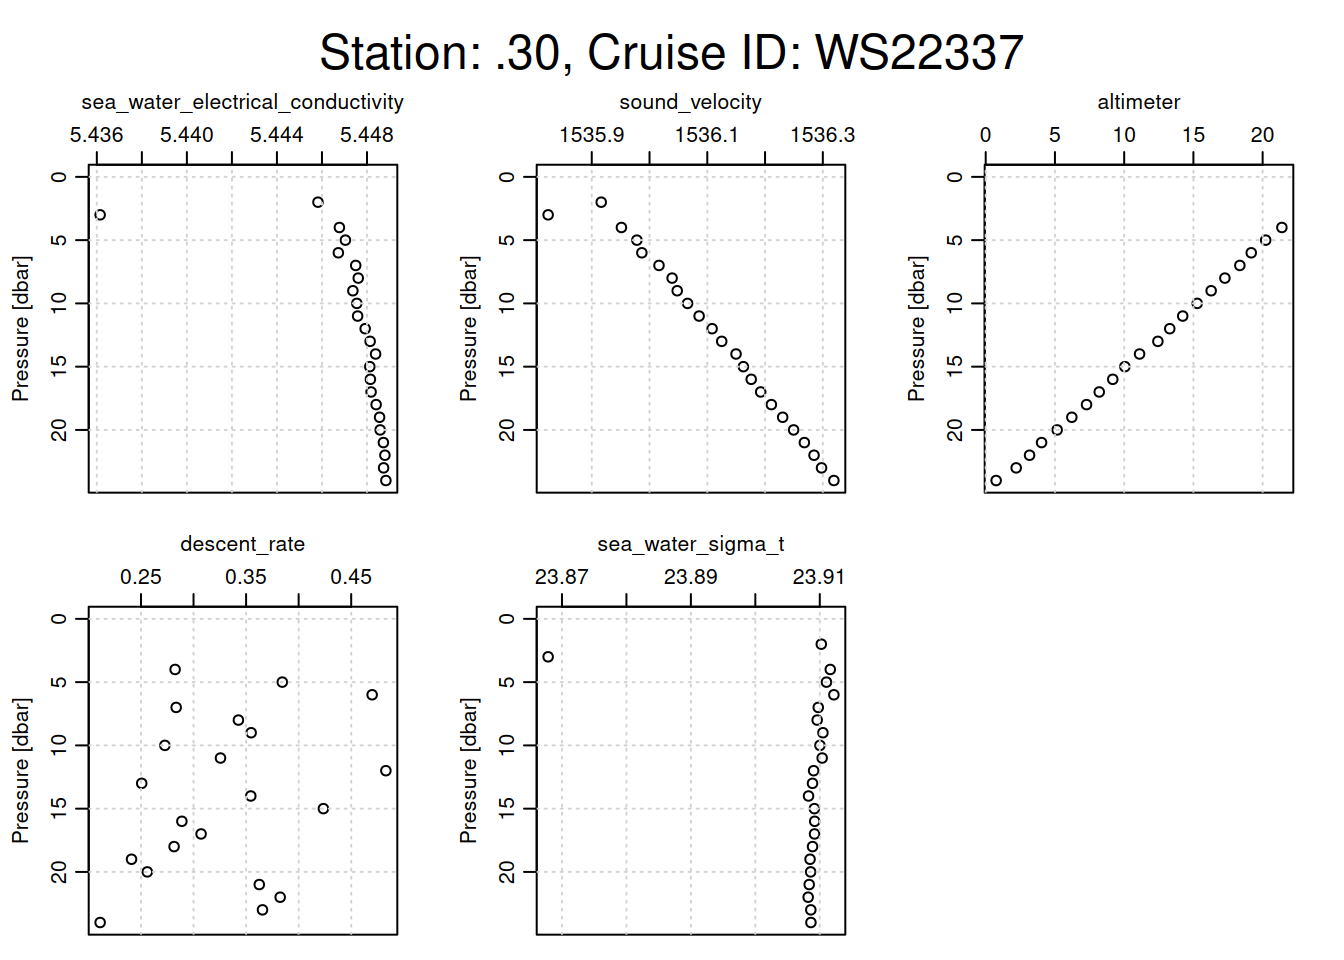 Station: .30, Cruise ID: WS22337
sea_water_electrical_conductivity
5.436 5.440 5.444 5.448
Pressure [dbar]
0
5
10
15
20
sound_velocity
1535.9 1536.1 1536.3
Pressure [dbar]
0
5
10
15
20
altimeter
0 5 10 15 20
Pressure [dbar]
0
5
10
15
20
descent_rate
0.25 0.35 0.45
Pressure [dbar]
0
5
10
15
20
sea_water_sigma_t
23.87 23.89 23.91
Pressure [dbar]
0
5
10
15
20